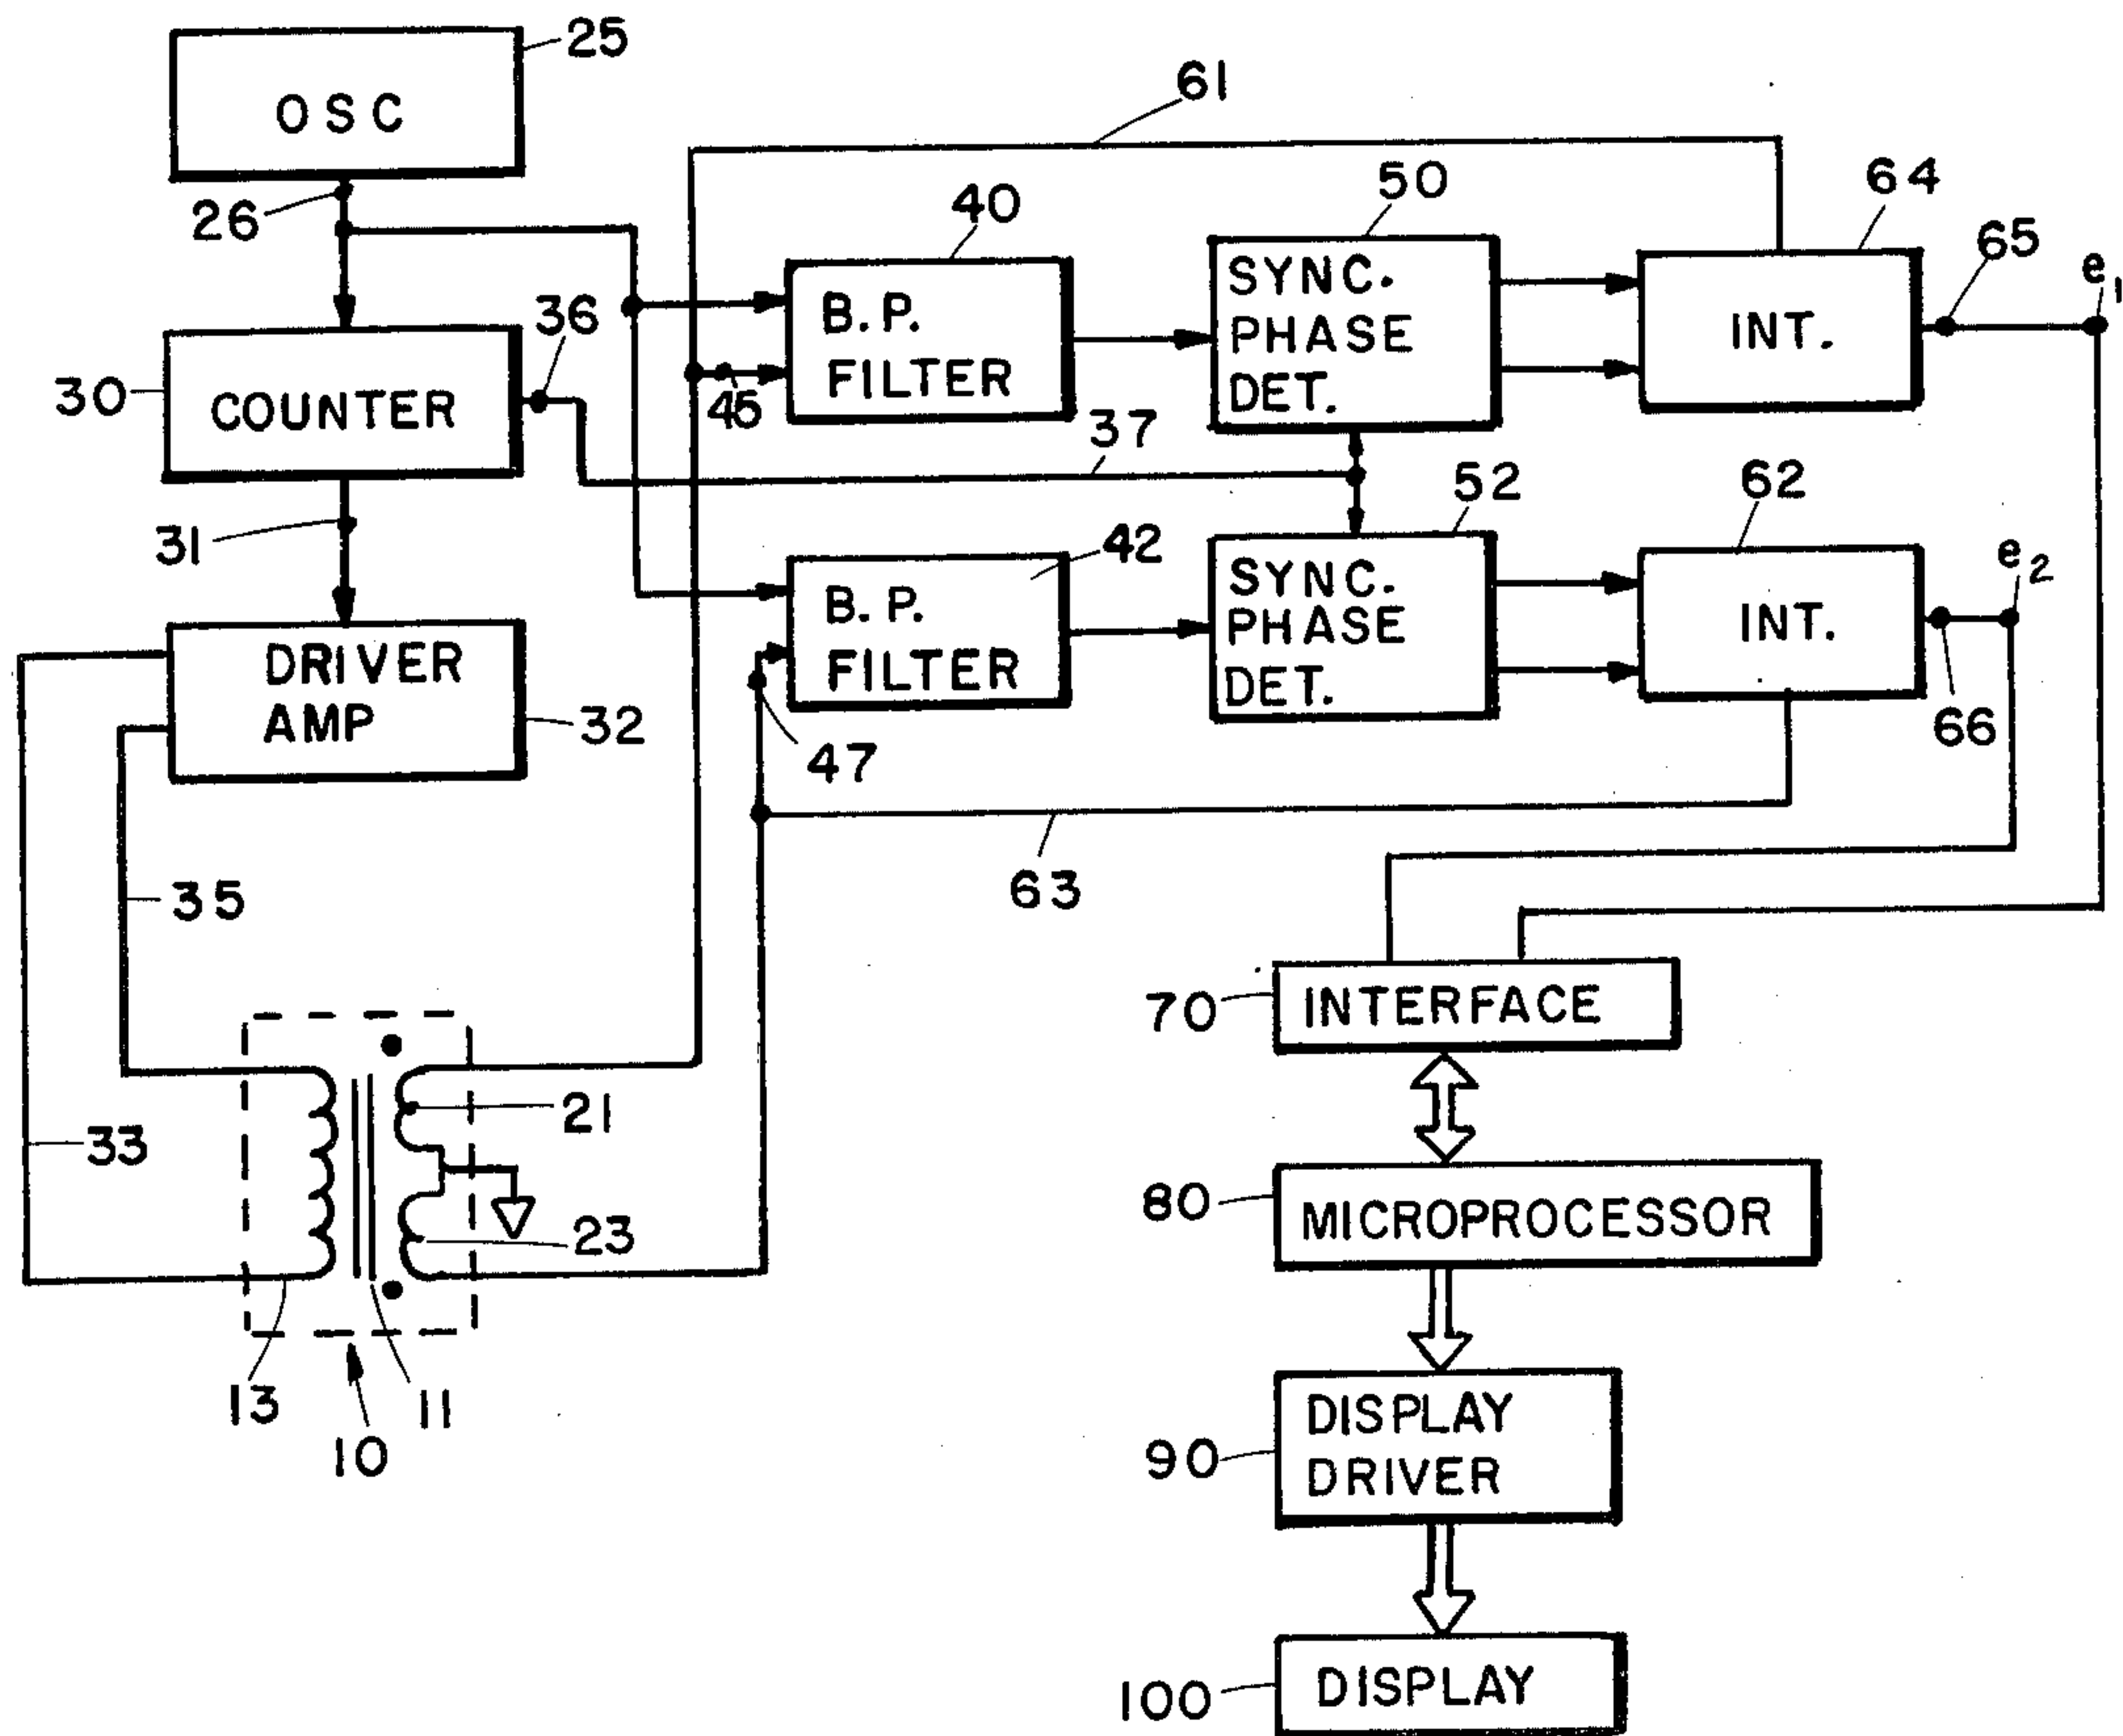 25
OSC
26
61
40
50
64
65
e1
36
B. P.
FILTER
45
SYNC.
PHASE
DET.
INT.
30
COUNTER
37
31
42
52
62
e2
B. P.
FILTER
SYNC.
PHASE
DET.
INT.
66
DRIVER
AMP
32
47
35
63
70
INTERFACE
21
33
23
80
MICROPROCESSOR
13
11
10
90
DISPLAY
DRIVER
100
DISPLAY